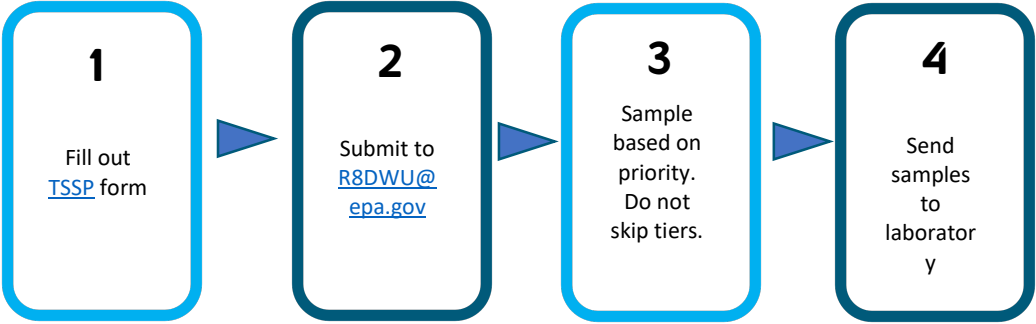 1
Fill out
TSSP form
2
Submit to
R8DWU@
epa.gov
3
Sample
based on
priority.
Do not
skip tiers.
4
Send
samples
to
laborator
y